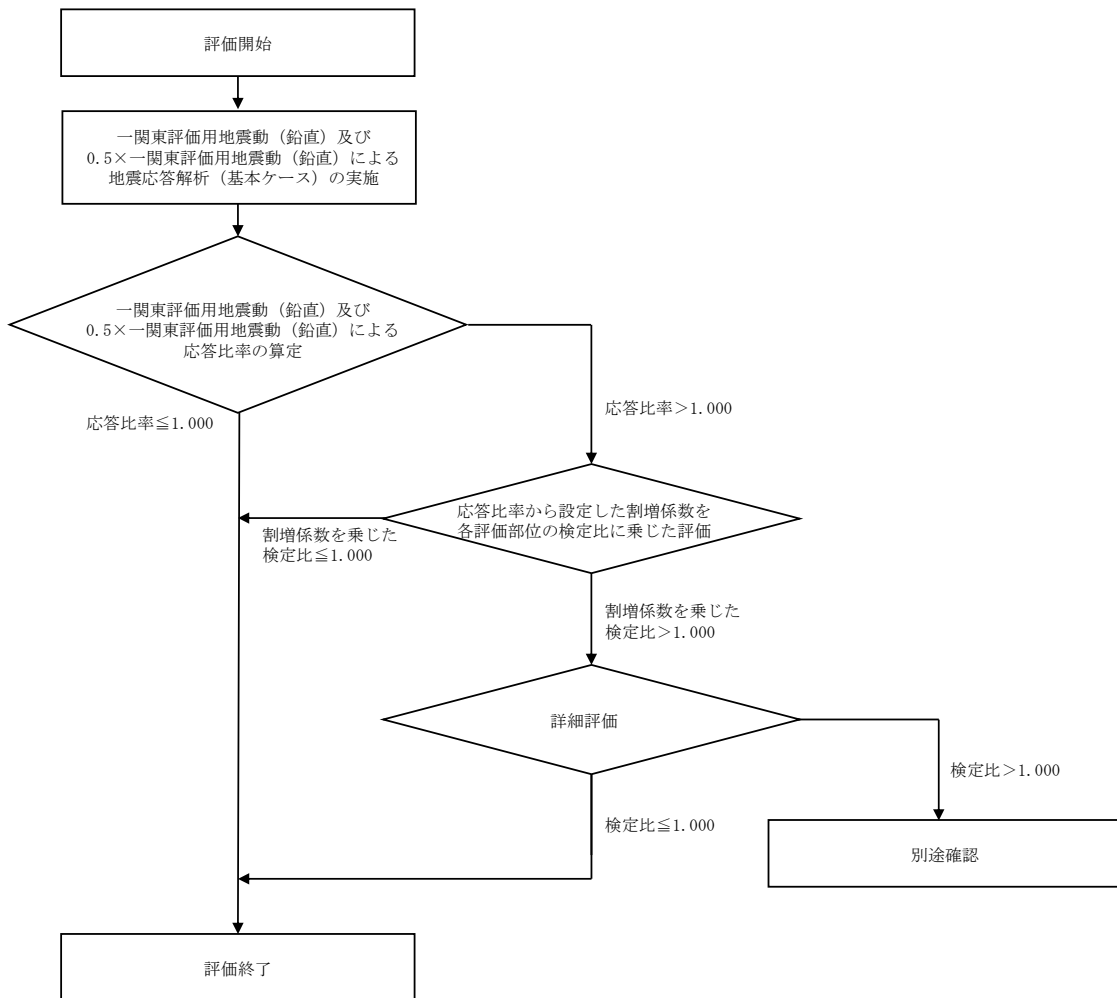 評価開始
一関東評価用地震動（鉛直）及び
0.5×一関東評価用地震動（鉛直）による
地震応答解析（基本ケース）の実施
一関東評価用地震動（鉛直）及び
0.5×一関東評価用地震動（鉛直）による
応答比率の算定
応答比率≦1.000
応答比率＞1.000
応答比率から設定した割増係数を
各評価部位の検定比に乗じた評価
割増係数を乗じた
検定比≦1.000
割増係数を乗じた
検定比＞1.000
詳細評価
検定比＞1.000
検定比≦1.000
別途確認
評価終了